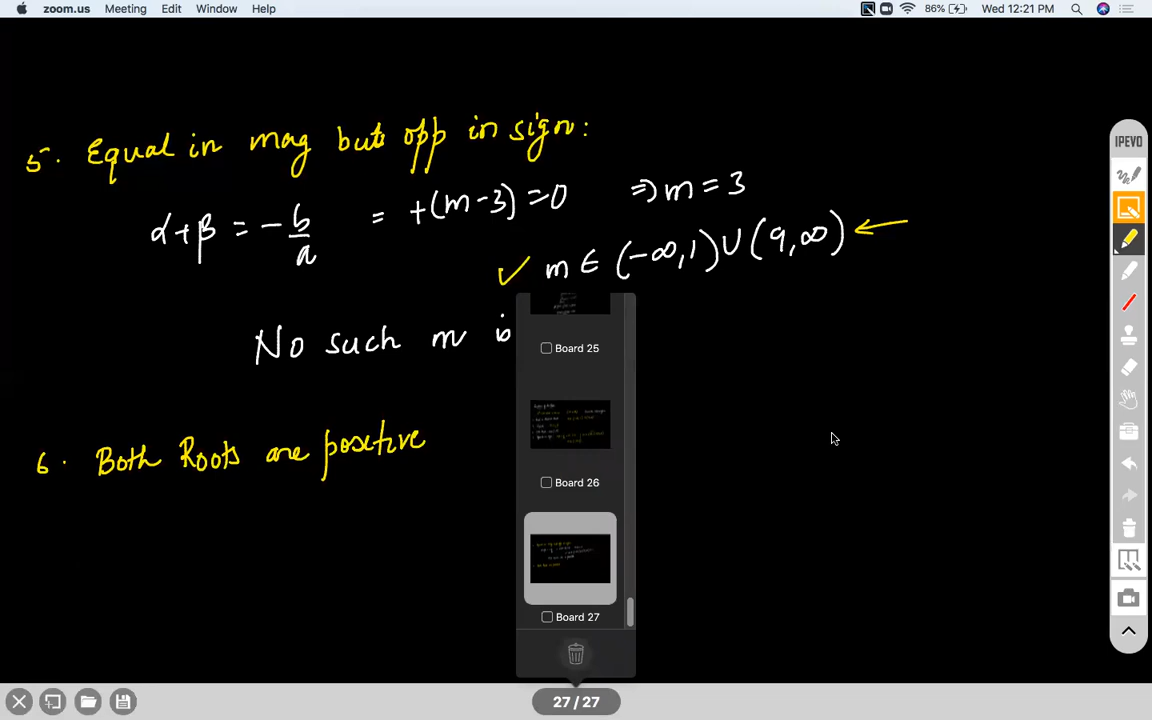 zoom.us Meeting Edit Window Help 86% Wed 12:21 PM
5. Equal in mag but opp in sign:
α+β = -b/a = +(m-3) = 0 ⇒ m = 3
✓ m ∈ (-∞,1)∪(9,∞) ←
No such m is
6. Both Roots are positive
IPEVO
Board 25
Board 26
Board 27
27 / 27